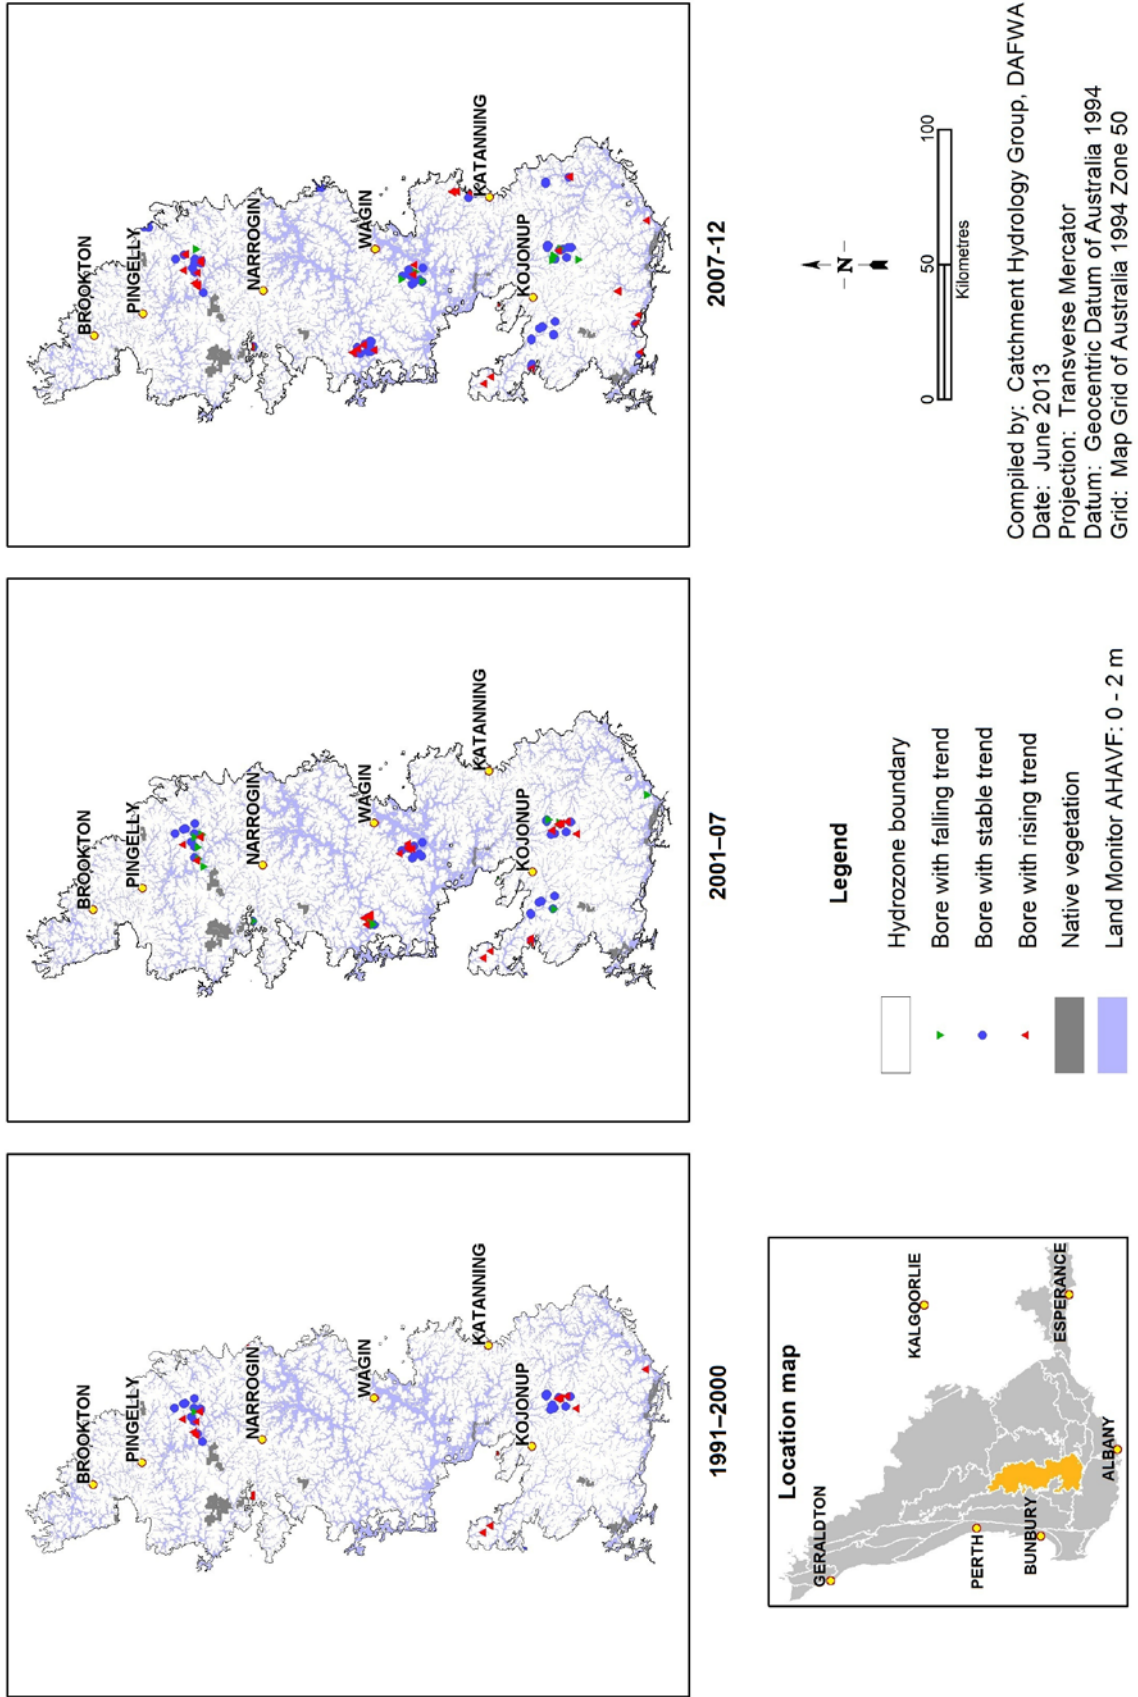 BROOKTON
PINGELLY
NARROGIN
WAGIN
KATANNING
KOJONUP
1991–2000
BROOKTON
PINGELLY
NARROGIN
WAGIN
KATANNING
KOJONUP
2001–07
BROOKTON
PINGELLY
NARROGIN
WAGIN
KATANNING
KOJONUP
2007-12
Location map
GERALDTON
KALGOORLIE
PERTH
BUNBURY
ESPERANCE
ALBANY
Legend
Hydrozone boundary
Bore with falling trend
Bore with stable trend
Bore with rising trend
Native vegetation
Land Monitor AHAVF: 0 - 2 m
N
0 50 100
Kilometres
Compiled by: Catchment Hydrology Group, DAFWA
Date: June 2013
Projection: Transverse Mercator
Datum: Geocentric Datum of Australia 1994
Grid: Map Grid of Australia 1994 Zone 50